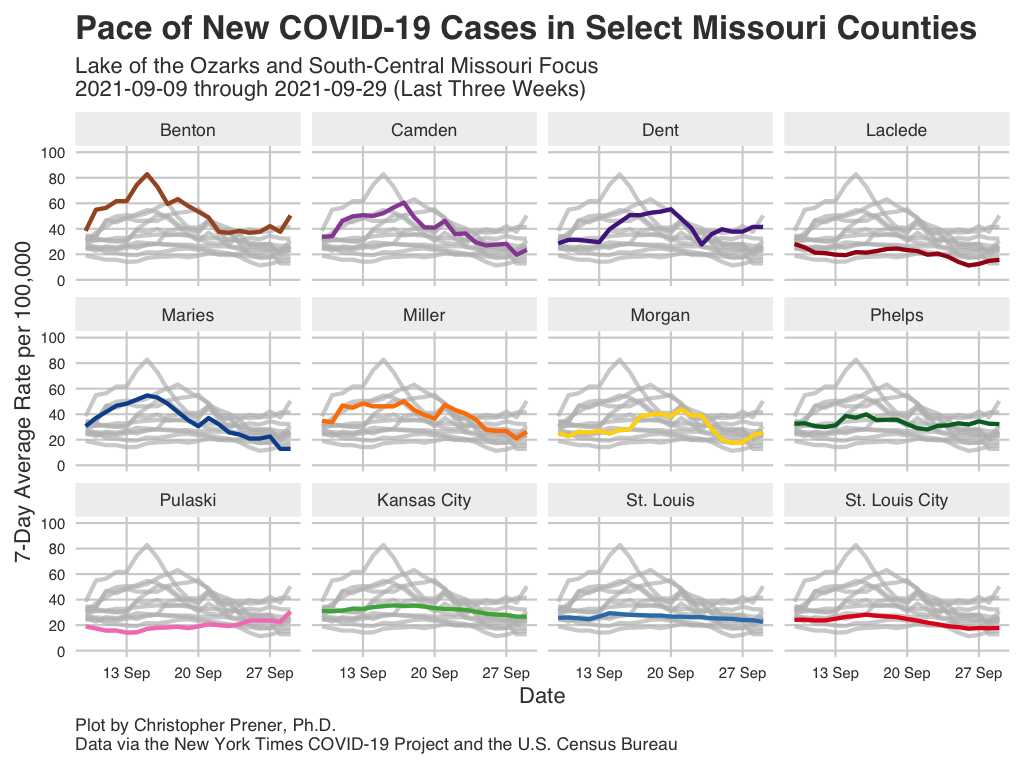 Pace of New COVID-19 Cases in Select Missouri Counties
Lake of the Ozarks and South-Central Missouri Focus
2021-09-09 through 2021-09-29 (Last Three Weeks)
7-Day Average Rate per 100,000
Benton
Camden
Dent
Laclede
100
80
60
40
20
0
Maries
Miller
Morgan
Phelps
100
80
60
40
20
0
Pulaski
Kansas City
St. Louis
St. Louis City
100
80
60
40
20
0
13 Sep 20 Sep 27 Sep
13 Sep 20 Sep 27 Sep
13 Sep 20 Sep 27 Sep
13 Sep 20 Sep 27 Sep
Date
Plot by Christopher Prener, Ph.D.
Data via the New York Times COVID-19 Project and the U.S. Census Bureau